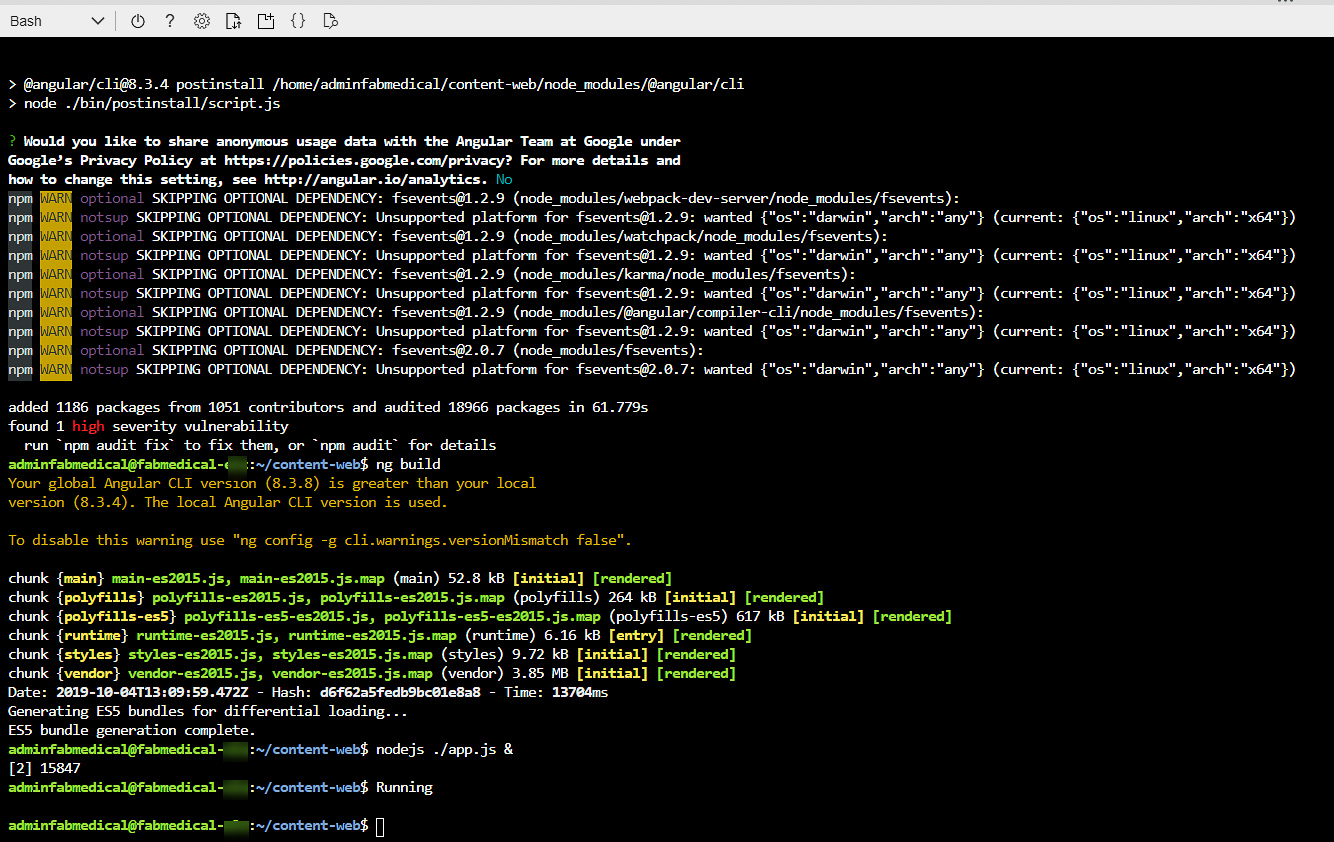 Bash
> @angular/cli@8.3.4 postinstall /home/adminfabmedical/content-web/node_modules/@angular/cli
> node ./bin/postinstall/script.js
? Would you like to share anonymous usage data with the Angular Team at Google under
Google’s Privacy Policy at https://policies.google.com/privacy? For more details and
how to change this setting, see http://angular.io/analytics. No
npm WARN optional SKIPPING OPTIONAL DEPENDENCY: fsevents@1.2.9 (node_modules/webpack-dev-server/node_modules/fsevents):
npm WARN notsup SKIPPING OPTIONAL DEPENDENCY: Unsupported platform for fsevents@1.2.9: wanted {"os":"darwin","arch":"any"} (current: {"os":"linux","arch":"x64"})
npm WARN optional SKIPPING OPTIONAL DEPENDENCY: fsevents@1.2.9 (node_modules/watchpack/node_modules/fsevents):
npm WARN notsup SKIPPING OPTIONAL DEPENDENCY: Unsupported platform for fsevents@1.2.9: wanted {"os":"darwin","arch":"any"} (current: {"os":"linux","arch":"x64"})
npm WARN optional SKIPPING OPTIONAL DEPENDENCY: fsevents@1.2.9 (node_modules/karma/node_modules/fsevents):
npm WARN notsup SKIPPING OPTIONAL DEPENDENCY: Unsupported platform for fsevents@1.2.9: wanted {"os":"darwin","arch":"any"} (current: {"os":"linux","arch":"x64"})
npm WARN optional SKIPPING OPTIONAL DEPENDENCY: fsevents@1.2.9 (node_modules/@angular/compiler-cli/node_modules/fsevents):
npm WARN notsup SKIPPING OPTIONAL DEPENDENCY: Unsupported platform for fsevents@1.2.9: wanted {"os":"darwin","arch":"any"} (current: {"os":"linux","arch":"x64"})
npm WARN optional SKIPPING OPTIONAL DEPENDENCY: fsevents@2.0.7 (node_modules/fsevents):
npm WARN notsup SKIPPING OPTIONAL DEPENDENCY: Unsupported platform for fsevents@2.0.7: wanted {"os":"darwin","arch":"any"} (current: {"os":"linux","arch":"x64"})
added 1186 packages from 1051 contributors and audited 18966 packages in 61.779s
found 1 high severity vulnerability
run `npm audit fix` to fix them, or `npm audit` for details
adminfabmedical@fabmedical- :~/content-web$ ng build
Your global Angular CLI version (8.3.8) is greater than your local
version (8.3.4). The local Angular CLI version is used.
To disable this warning use "ng config -g cli.warnings.versionMismatch false".
chunk {main} main-es2015.js, main-es2015.js.map (main) 52.8 kB [initial] [rendered]
chunk {polyfills} polyfills-es2015.js, polyfills-es2015.js.map (polyfills) 264 kB [initial] [rendered]
chunk {polyfills-es5} polyfills-es5-es2015.js, polyfills-es5-es2015.js.map (polyfills-es5) 617 kB [initial] [rendered]
chunk {runtime} runtime-es2015.js, runtime-es2015.js.map (runtime) 6.16 kB [entry] [rendered]
chunk {styles} styles-es2015.js, styles-es2015.js.map (styles) 9.72 kB [initial] [rendered]
chunk {vendor} vendor-es2015.js, vendor-es2015.js.map (vendor) 3.85 MB [initial] [rendered]
Date: 2019-10-04T13:09:59.472Z - Hash: d6f62a5fedb9bc01e8a8 - Time: 13704ms
Generating ES5 bundles for differential loading...
ES5 bundle generation complete.
adminfabmedical@fabmedical- :~/content-web$ nodejs ./app.js &
[2] 15847
adminfabmedical@fabmedical- :~/content-web$ Running
adminfabmedical@fabmedical- :~/content-web$